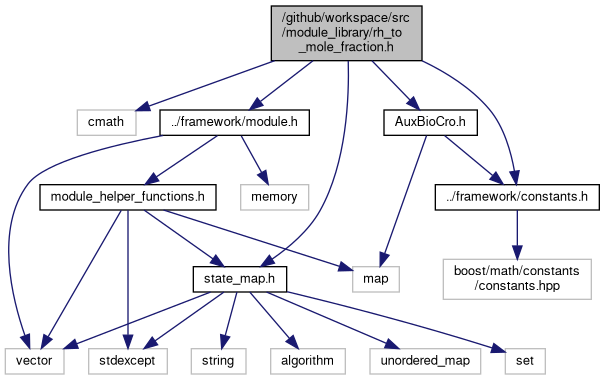 /github/workspace/src
/module_library/rh_to
_mole_fraction.h
cmath
../framework/module.h
AuxBioCro.h
module_helper_functions.h
memory
../framework/constants.h
state_map.h
map
boost/math/constants
/constants.hpp
vector
stdexcept
string
algorithm
unordered_map
set